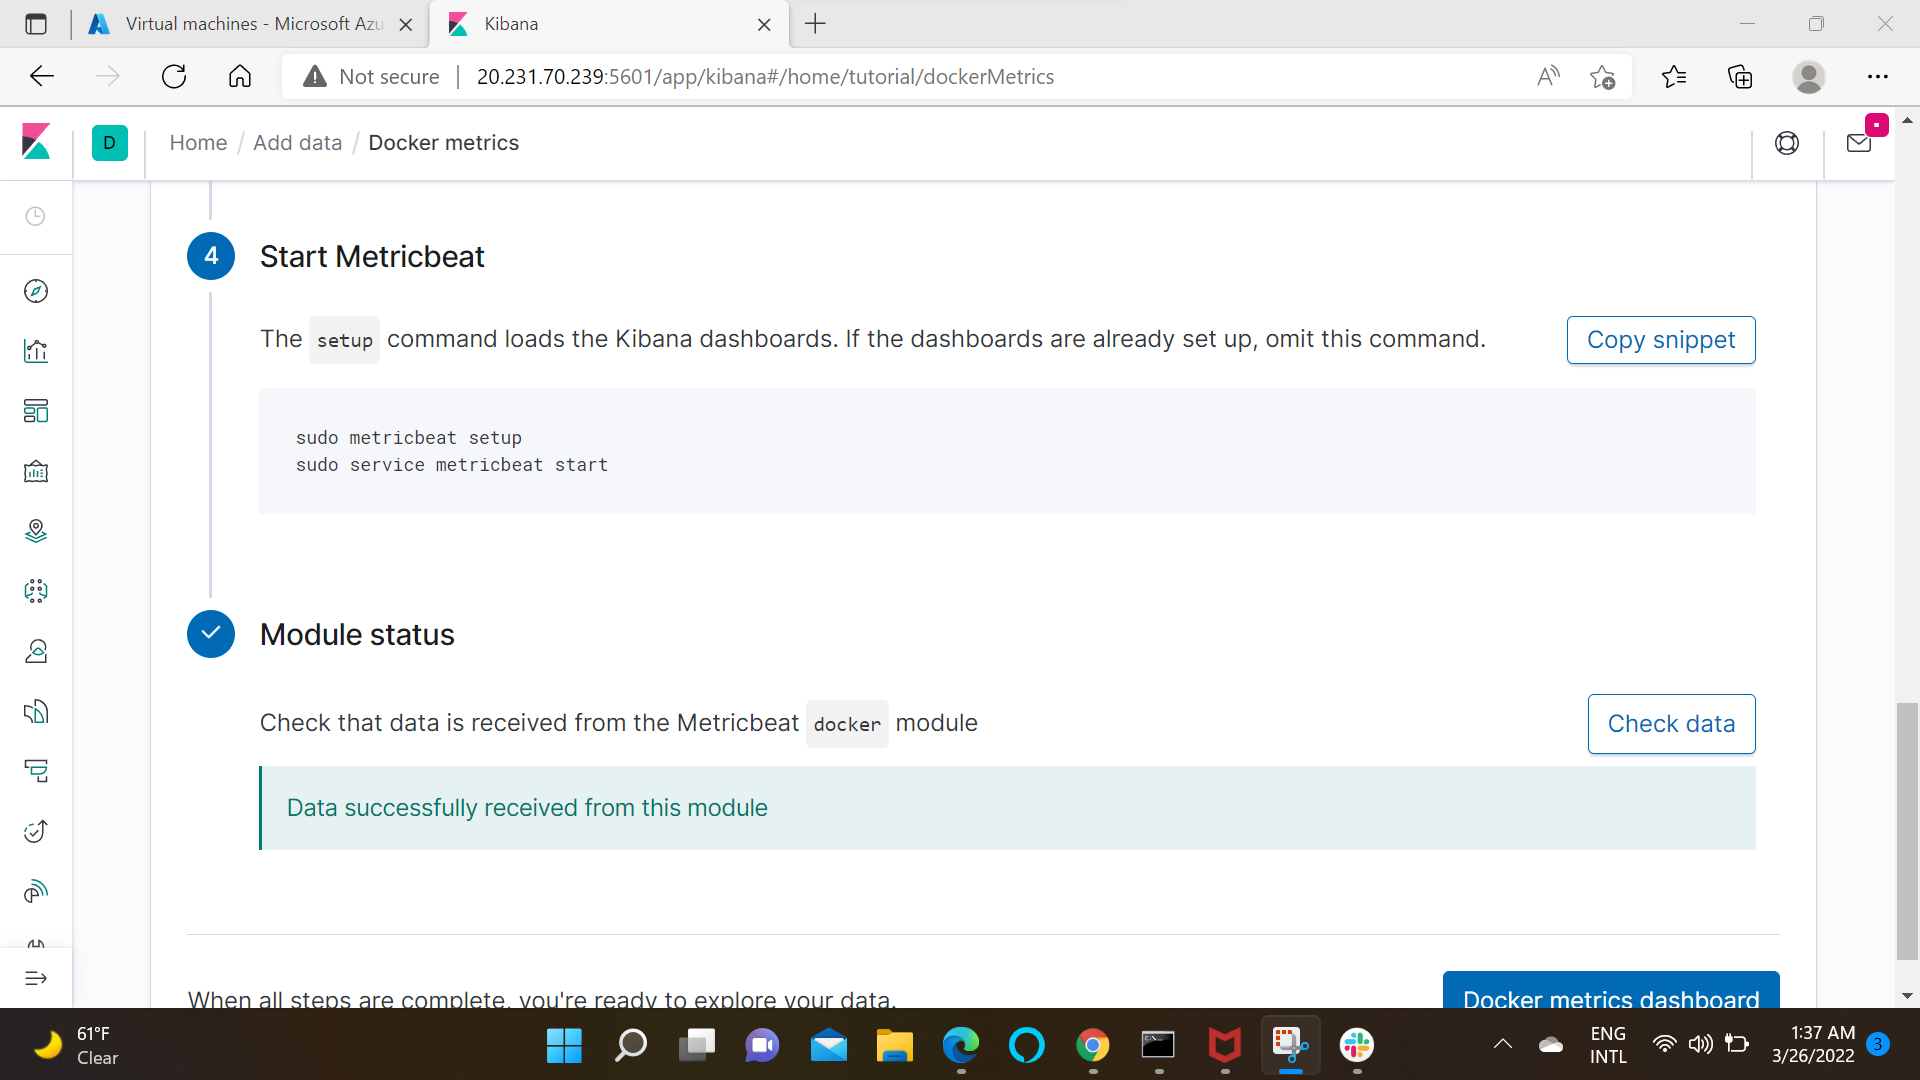 Virtual machines - Microsoft Azu
Kibana
Not secure
20.231.70.239:5601/app/kibana#/home/tutorial/dockerMetrics
D
Home / Add data / Docker metrics
4
Start Metricbeat
The setup command loads the Kibana dashboards. If the dashboards are already set up, omit this command.
Copy snippet
sudo metricbeat setup
sudo service metricbeat start
Module status
Check that data is received from the Metricbeat docker module
Check data
Data successfully received from this module
When all steps are complete, you're ready to explore your data.
Docker metrics dashboard
61°F
Clear
ENG
INTL
1:37 AM
3/26/2022
3